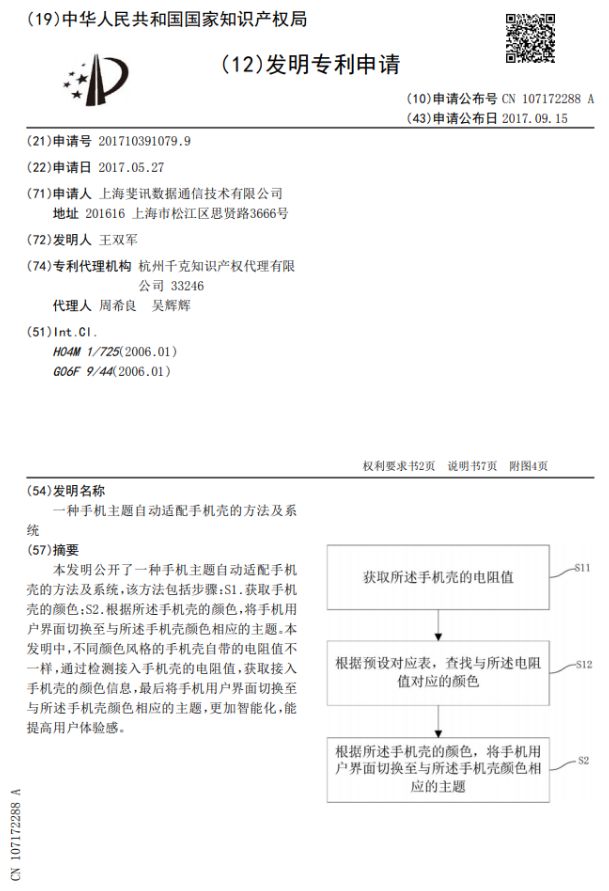 (19)中华人民共和国国家知识产权局
(12)发明专利申请
(10)申请公布号 CN 107172288 A
(43)申请公布日 2017.09.15
(21)申请号 201710391079.9
(22)申请日 2017.05.27
(71)申请人 上海斐讯数据通信技术有限公司
地址 201616 上海市松江区思贤路3666号
(72)发明人 王双军
(74)专利代理机构 杭州千克知识产权代理有限
公司 33246
代理人 周希良 吴辉辉
(51)Int.Cl.
H04M 1/725(2006.01)
G06F 9/44(2006.01)
权利要求书2页 说明书7页 附图4页
(54)发明名称
一种手机主题自动适配手机壳的方法及系
统
(57)摘要
本发明公开了一种手机主题自动适配手机
壳的方法及系统,该方法包括步骤:S1.获取手机
壳的颜色;S2.根据所述手机壳的颜色,将手机用
户界面切换至与所述手机壳颜色相应的主题。本
发明中,不同颜色风格的手机壳自带的电阻值不
一样,通过检测接入手机壳的电阻值,获取接入
手机壳的颜色信息,最后将手机用户界面切换至
与所述手机壳颜色相应的主题,更加智能化,能
提高用户体验感。
获取所述手机壳的电阻值
S11
根据预设对应表，查找与所述电阻
值对应的颜色
S12
根据所述手机壳的颜色，将手机用
户界面切换至与所述手机壳颜色相
应的主题
S2
CN 107172288 A